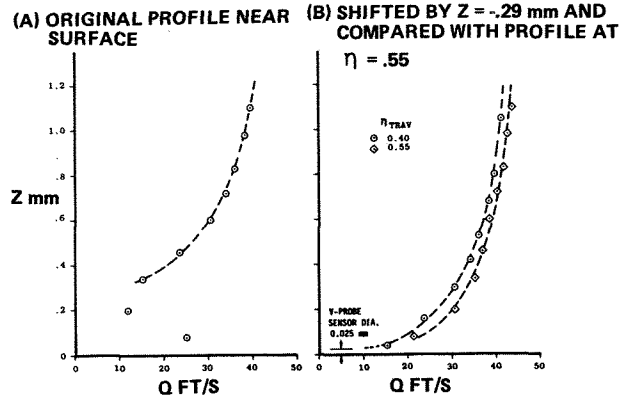 (A) ORIGINAL PROFILE NEAR
SURFACE
1.2
1.0
.8
.6
.4
.2
0
Z mm
0 10 20 30 40 50
Q FT/S
(B) SHIFTED BY Z = -.29 mm AND
COMPARED WITH PROFILE AT
η = .55
η TRAV
0.40
0.55
V-PROBE
SENSOR DIA.
0.025 mm
0 10 20 30 40 50
Q FT/S